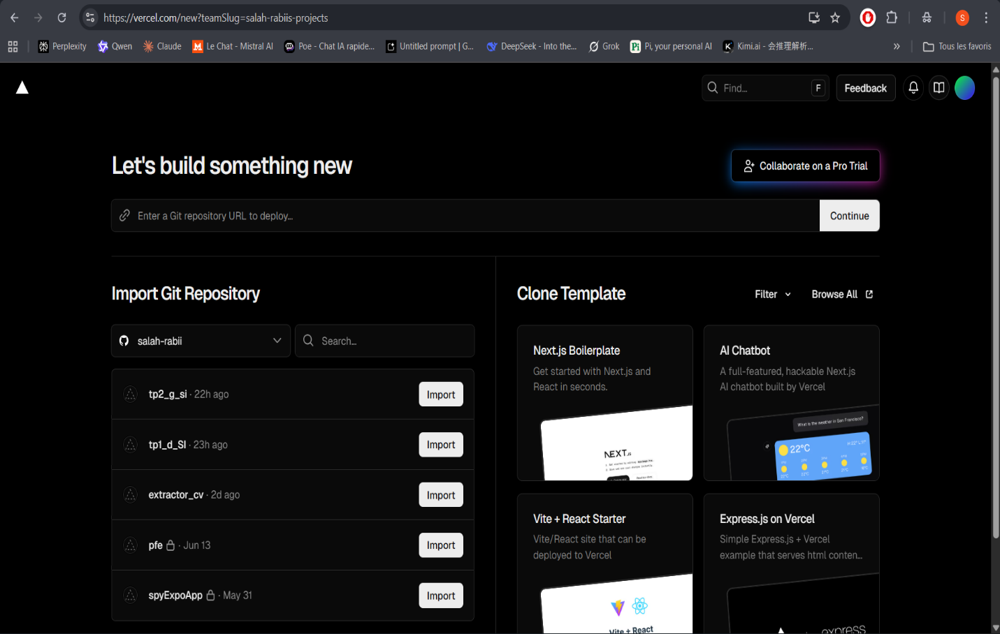 https://vercel.com/new?teamSlug=salah-rabiis-projects
S
Perplexity
Qwen
Claude
Le Chat - Mistral AI
Poe - Chat IA rapide...
Untitled prompt | G...
DeepSeek - Into the...
Grok
Pi, your personal AI
Kimi.ai - 会推理解析...
»
Tous les favoris
Find...
F
Feedback
Let's build something new
Collaborate on a Pro Trial
Enter a Git repository URL to deploy...
Continue
Import Git Repository
salah-rabii
Search...
tp2_g_si · 22h ago
Import
tp1_d_SI · 23h ago
Import
extractor_cv · 2d ago
Import
pfe · Jun 13
Import
spyExpoApp · May 31
Import
Clone Template
Filter
Browse All
Next.js Boilerplate
Get started with Next.js and
React in seconds.
NEXT.JS
AI Chatbot
A full-featured, hackable Next.js
AI chatbot built by Vercel
What is the weather in San Francisco?
22°C
Vite + React Starter
Vite/React site that can be
deployed to Vercel
Vite + React
Express.js on Vercel
Simple Express.js + Vercel
example that serves html conten...
express